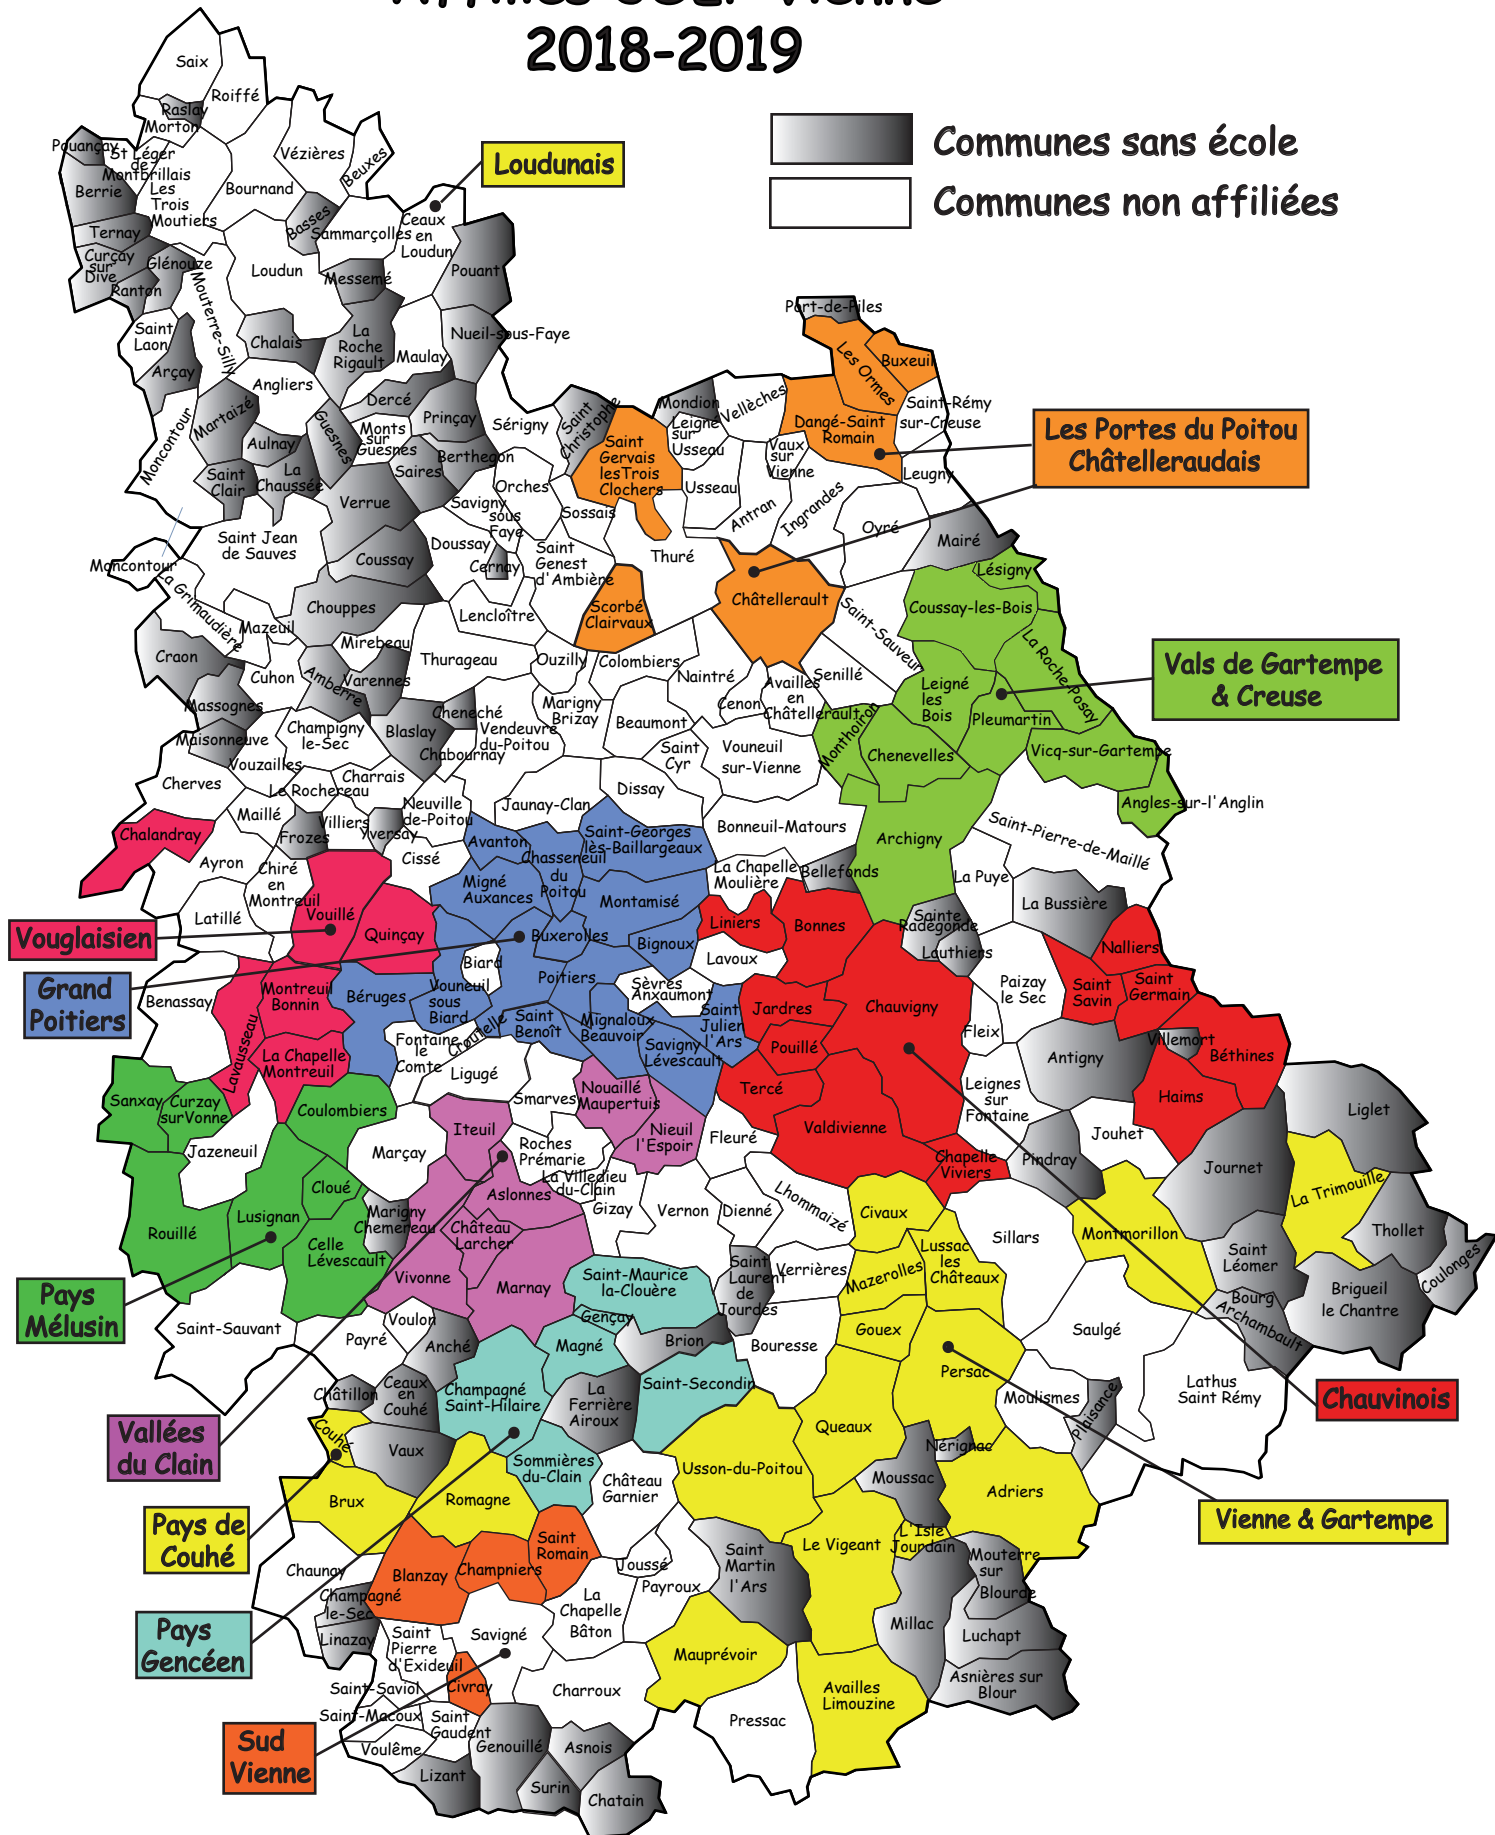 2018-2019
Communes sans école
Communes non affiliées
Saix
Roiffé
Raslay
Morton
Pouançay
St Léger
de
Montbrillais
Vézières
Beuxes
Loudunais
Berrie
Les
Trois
Moutiers
Bournand
Basses
Sammarçolles
Ceaux
en
Loudun
Ternay
Curçay
sur
Dive
Glénouze
Ranton
Loudun
Messemé
Pouant
Mouterre-Silly
Saint
Laon
Chalais
La
Roche
Rigault
Nueil-sous-Faye
Maulay
Arçay
Angliers
Port-de-Piles
Les Ormes
Buxeuil
Dercé
Prinçay
Sérigny
Saint
Christophe
Mondion
Vellèches
Saint-Rémy
sur-Creuse
Moncontour
Martaizé
Aulnay
Guesnes
Monts
sur
Guesnes
Saires
Berthegon
Saint
Gervais
lesTrois
Clochers
Leigné
sur
Usseau
Dangé-Saint
Romain
Les Portes du Poitou
Châtelleraudais
Vaux
sur
Vienne
Leugny
Saint
Clair
La
Chaussée
Verrue
Orches
Usseau
Savigny
sous
Faye
Sossais
Antran
Ingrandes
Oyré
Mairé
Saint Jean
de Sauves
Coussay
Doussay
Cernay
Saint
Genest
d'Ambière
Thuré
Moncontour
La Grimaudière
Lésigny
Chouppes
Lencloître
Scorbé
Clairvaux
Châtellerault
Coussay-les-Bois
Saint-Sauveur
Mazeuil
Mirebeau
La Roche-Posay
Craon
Cuhon
Amberre
Varennes
Thurageau
Ouzilly
Colombiers
Naintré
Availles
en
Châtellerault
Senillé
Leigné
les
Bois
Pleumartin
Vals de Gartempe
& Creuse
Massognes
Cheneché
Marigny
Brizay
Cenon
Maisonneuve
Champigny
le-Sec
Blaslay
Chabournay
Vendeuvre
du-Poitou
Beaumont
Saint
Cyr
Vouneuil
sur-Vienne
Monthoiron
Chenevelles
Vicq-sur-Gartempe
Vouzailles
Charrais
Cherves
Le Rochereau
Dissay
Angles-sur-l'Anglin
Neuville
de-Poitou
Jaunay-Clan
Maillé
Villiers
Yversay
Frozes
Chalandray
Cissé
Avanton
Chasseneuil
du
Poitou
Saint-Georges
lès-Baillargeaux
Bonneuil-Matours
Archigny
Saint-Pierre-de-Maillé
Ayron
Chiré
en
Montreuil
Migné
Auxances
La Chapelle
Moulière
Bellefonds
La Puye
Latillé
Vouillé
Montamisé
Liniers
Bonnes
Sainte
Radégonde
La Bussière
Vouglaisien
Quinçay
Buxerolles
Bignoux
Lavoux
Lauthiers
Nalliers
Biard
Poitiers
Sèvres
Anxaumont
Paizay
le Sec
Saint
Savin
Saint
Germain
Grand
Poitiers
Benassay
Montreuil
Bonnin
Béruges
Vouneuil
sous
Biard
Saint
Benoît
Mignaloux
Beauvoir
Saint
Julien
l'Ars
Jardres
Chauvigny
Fleix
Lavausseau
Fontaine
le
Comte
Croutelle
Savigny
Lévescault
Pouillé
Villemort
Béthines
La Chapelle
Montreuil
Ligugé
Antigny
Sanxay
Curzay
surVonne
Coulombiers
Smarves
Nouaillé
Maupertuis
Tercé
Leignes
sur
Fontaine
Haims
Liglet
Iteuil
Nieuil
l'Espoir
Fleuré
Valdivienne
Jouhet
Jazeneuil
Marçay
Roches
Prémarie
Chapelle
Viviers
Pindray
Journet
La Villedieu
du-Clain
Cloué
Aslonnes
Lhommaizé
La Trimouille
Rouillé
Lusignan
Marigny
Chemereau
Gizay
Vernon
Dienné
Civaux
Château
Larcher
Montmorillon
Sillars
Thollet
Celle
Lévescault
Lussac
les
Châteaux
Saint
Léomer
Coulonges
Vivonne
Marnay
Saint-Maurice
la-Clouère
Saint
Laurent
de
Jourdes
Verrières
Mazerolles
Brigueil
le Chantre
Bourg
Archambault
Pays
Mélusin
Saint-Sauvant
Voulon
Gençay
Gouex
Saulgé
Payré
Anché
Magné
Brion
Bouresse
Persac
Châtillon
Ceaux
en
Couhé
Champagné
Saint-Hilaire
La
Ferrière
Airoux
Saint-Secondin
Moulismes
Plaisance
Lathus
Saint Rémy
Chauvinois
Vallées
du Clain
Couhé
Vaux
Queaux
Nérignac
Sommières
du-Clain
Château
Garnier
Usson-du-Poitou
Moussac
Adriers
Brux
Romagne
Pays de
Couhé
Vienne & Gartempe
Saint
Romain
L'Isle
Jourdain
Le Vigeant
Chaunay
Blanzay
Champniers
Joussé
Saint
Martin
l'Ars
Mouterre
sur
Blourde
Champagné
le-Sec
Payroux
La
Chapelle
Bâton
Pays
Gencéen
Linazay
Saint
Pierre
d'Exideuil
Savigné
Millac
Luchapt
Mauprévoir
Saint-Saviol
Civray
Charroux
Availles
Limouzine
Asnières sur
Blour
Saint-Macoux
Saint
Gaudent
Pressac
Sud
Vienne
Voulême
Genouillé
Asnois
Lizant
Surin
Chatain